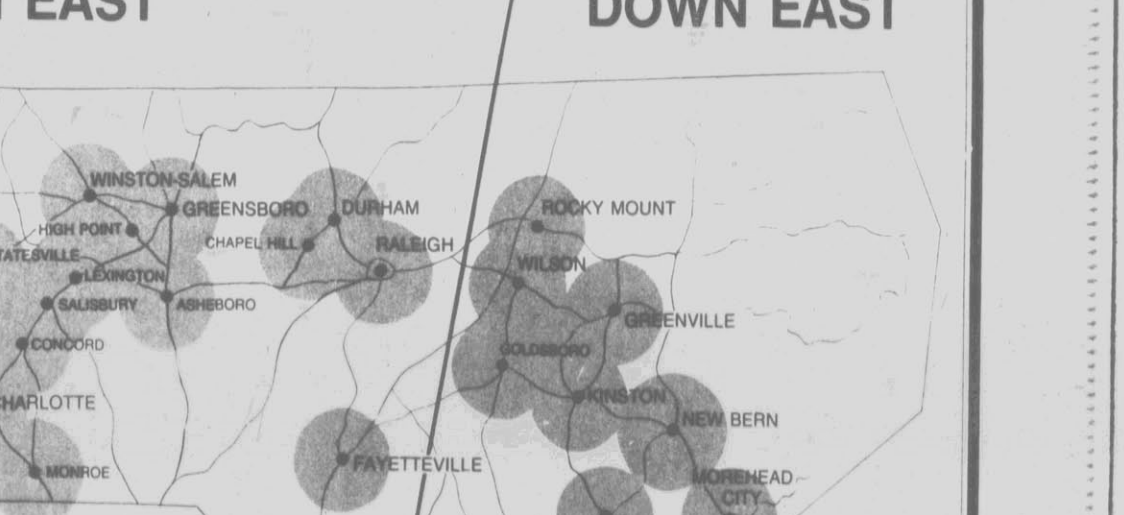 EAST
DOWN EAST
WINSTON-SALEM
GREENSBORO
DURHAM
ROCKY MOUNT
HIGH POINT
CHAPEL HILL
RALEIGH
TATESVILLE
WILSON
LEXINGTON
SALISBURY
ASHEBORO
GREENVILLE
CONCORD
GOLDSBORO
KINSTON
HARLOTTE
NEW BERN
FAYETTEVILLE
MONROE
MOREHEAD
CITY